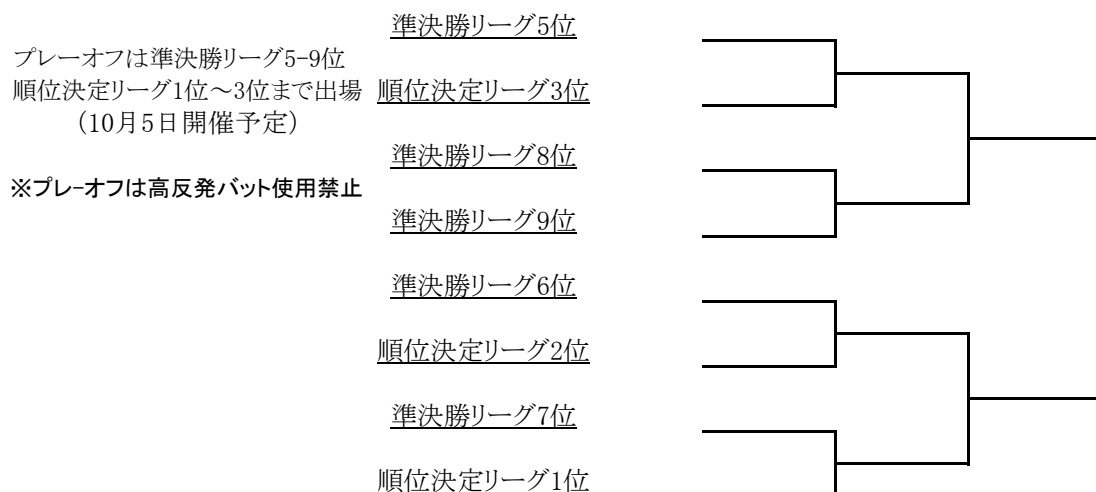 準決勝リーグ5位
プレーオフは準決勝リーグ5-9位
順位決定リーグ1位～3位まで出場
順位決定リーグ3位
(10月5日開催予定)
準決勝リーグ8位
※プレｰオフは高反発バット使用禁止
準決勝リーグ9位
準決勝リーグ6位
順位決定リーグ2位
準決勝リーグ7位
順位決定リーグ1位